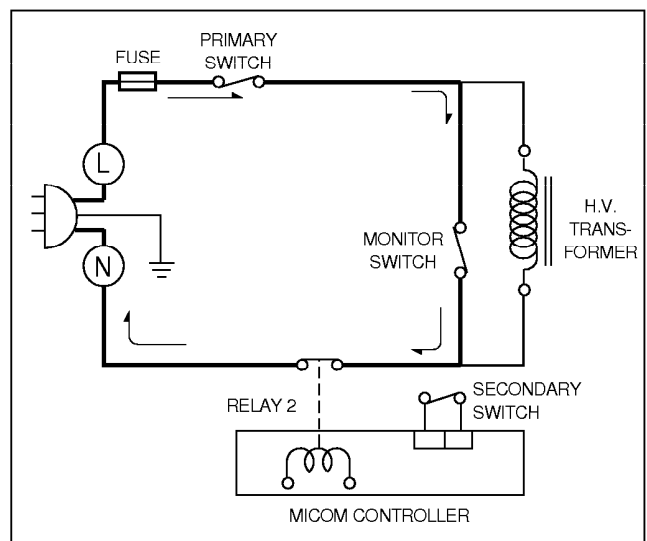 PRIMARY
SWITCH
FUSE
L
N
MONITOR
SWITCH
H.V.
TRANS-
FORMER
RELAY 2
SECONDARY
SWITCH
MICOM CONTROLLER